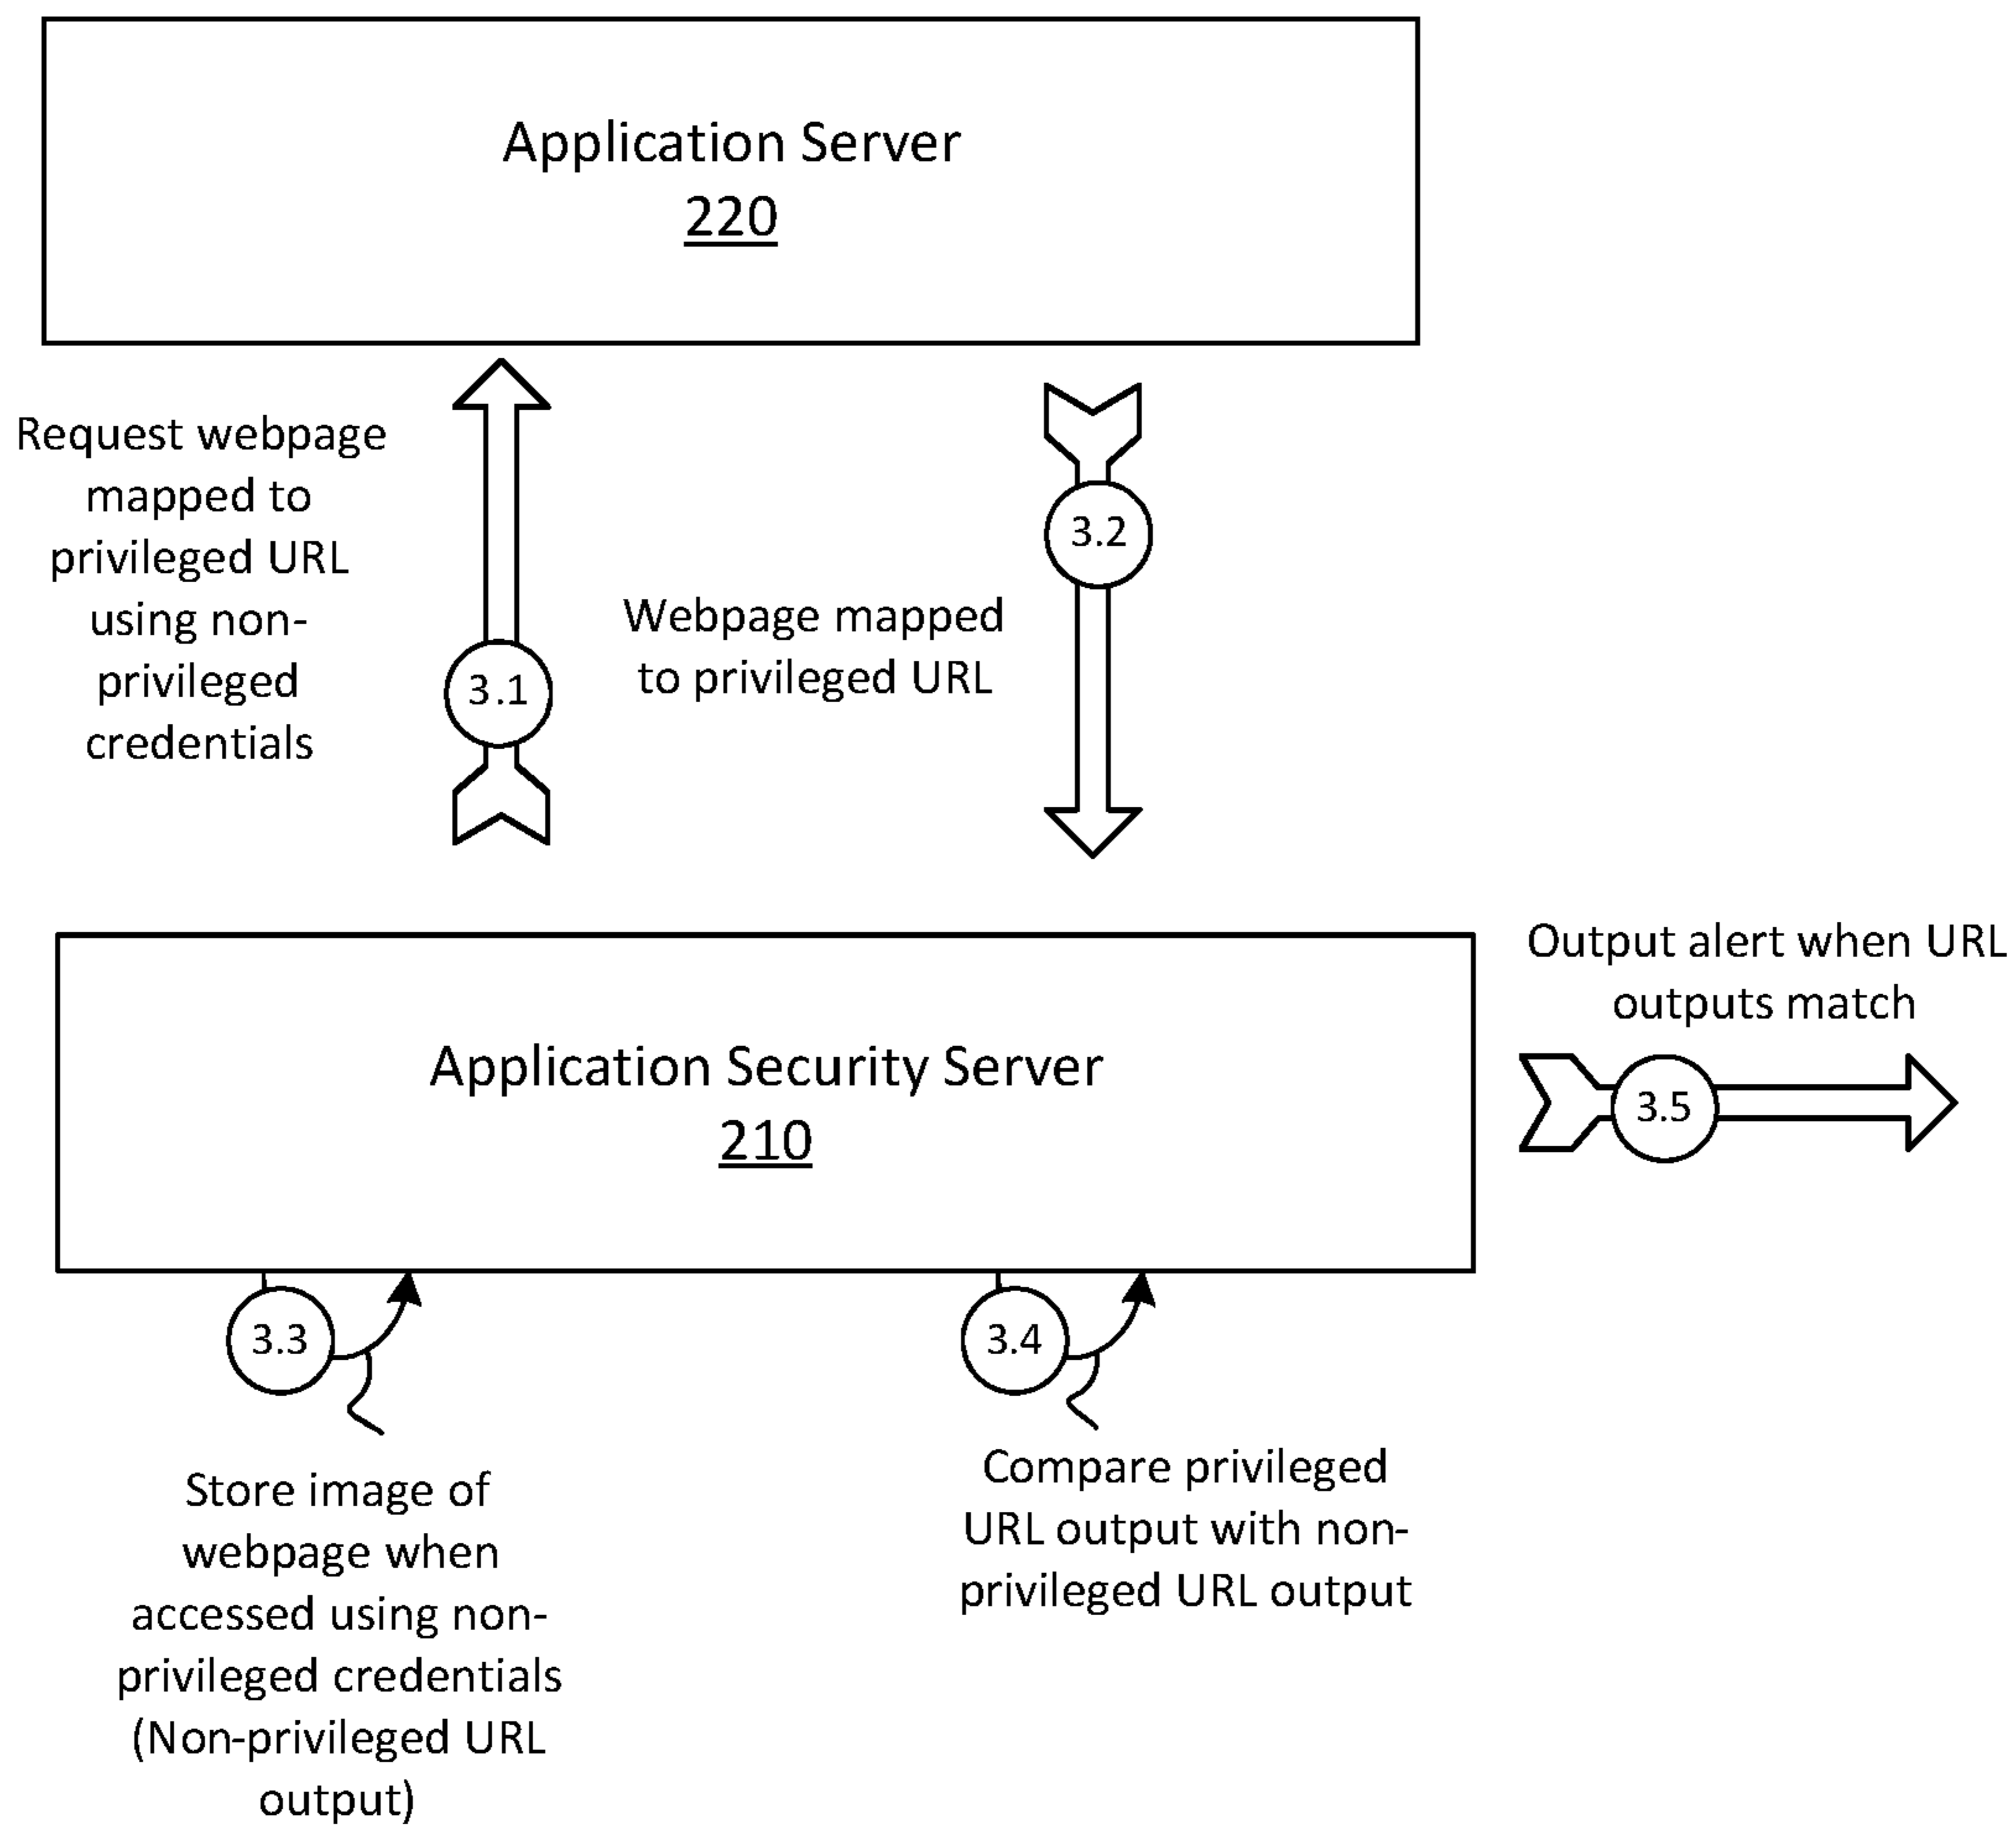 Application Server
220
Request webpage
mapped to
privileged URL
using non-
privileged
credentials
3.1
Webpage mapped
to privileged URL
3.2
Application Security Server
210
Output alert when URL
outputs match
3.5
3.3
Store image of
webpage when
accessed using non-
privileged credentials
(Non-privileged URL
output)
3.4
Compare privileged
URL output with non-
privileged URL output